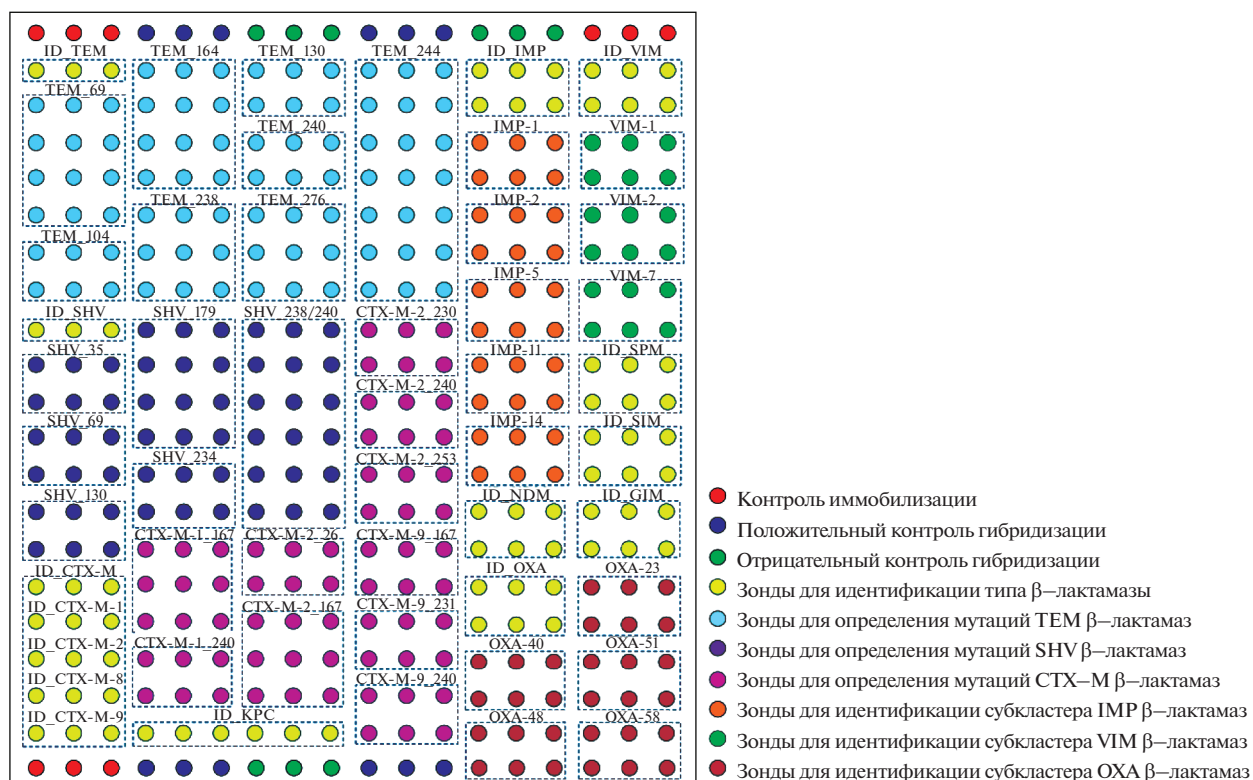 ID_TEM TEM_164 TEM_130 TEM_244 ID_IMP ID_VIM
TEM_69
TEM_240 IMP-1 VIM-1
TEM_238 TEM_276 IMP-2 VIM-2
TEM_104
IMP-5 VIM-7
ID_SHV SHV_179 SHV_238/240 CTX-M-2_230
SHV_35 IMP-11 ID_SPM
CTX-M-2_240
SHV_69 IMP-14 ID_SIM
SHV_234 CTX-M-2_253
SHV_130 ID_NDM ID_GIM
CTX-M-1_167 CTX-M-2_26 CTX-M-9_167
ID_CTX-M ID_OXA OXA-23
ID_CTX-M-1 CTX-M-2_167 CTX-M-9_231
ID_CTX-M-2 CTX-M-1_240 OXA-40 OXA-51
ID_CTX-M-8 CTX-M-9_240
ID_CTX-M-9 ID_KPC OXA-48 OXA-58
Контроль иммобилизации
Положительный контроль гибридизации
Отрицательный контроль гибридизации
Зонды для идентификации типа β–лактамазы
Зонды для определения мутаций TEM β–лактамаз
Зонды для определения мутаций SHV β–лактамаз
Зонды для определения мутаций CTX–M β–лактамаз
Зонды для идентификации субкластера IMP β–лактамаз
Зонды для идентификации субкластера VIM β–лактамаз
Зонды для идентификации субкластера OXA β–лактамаз